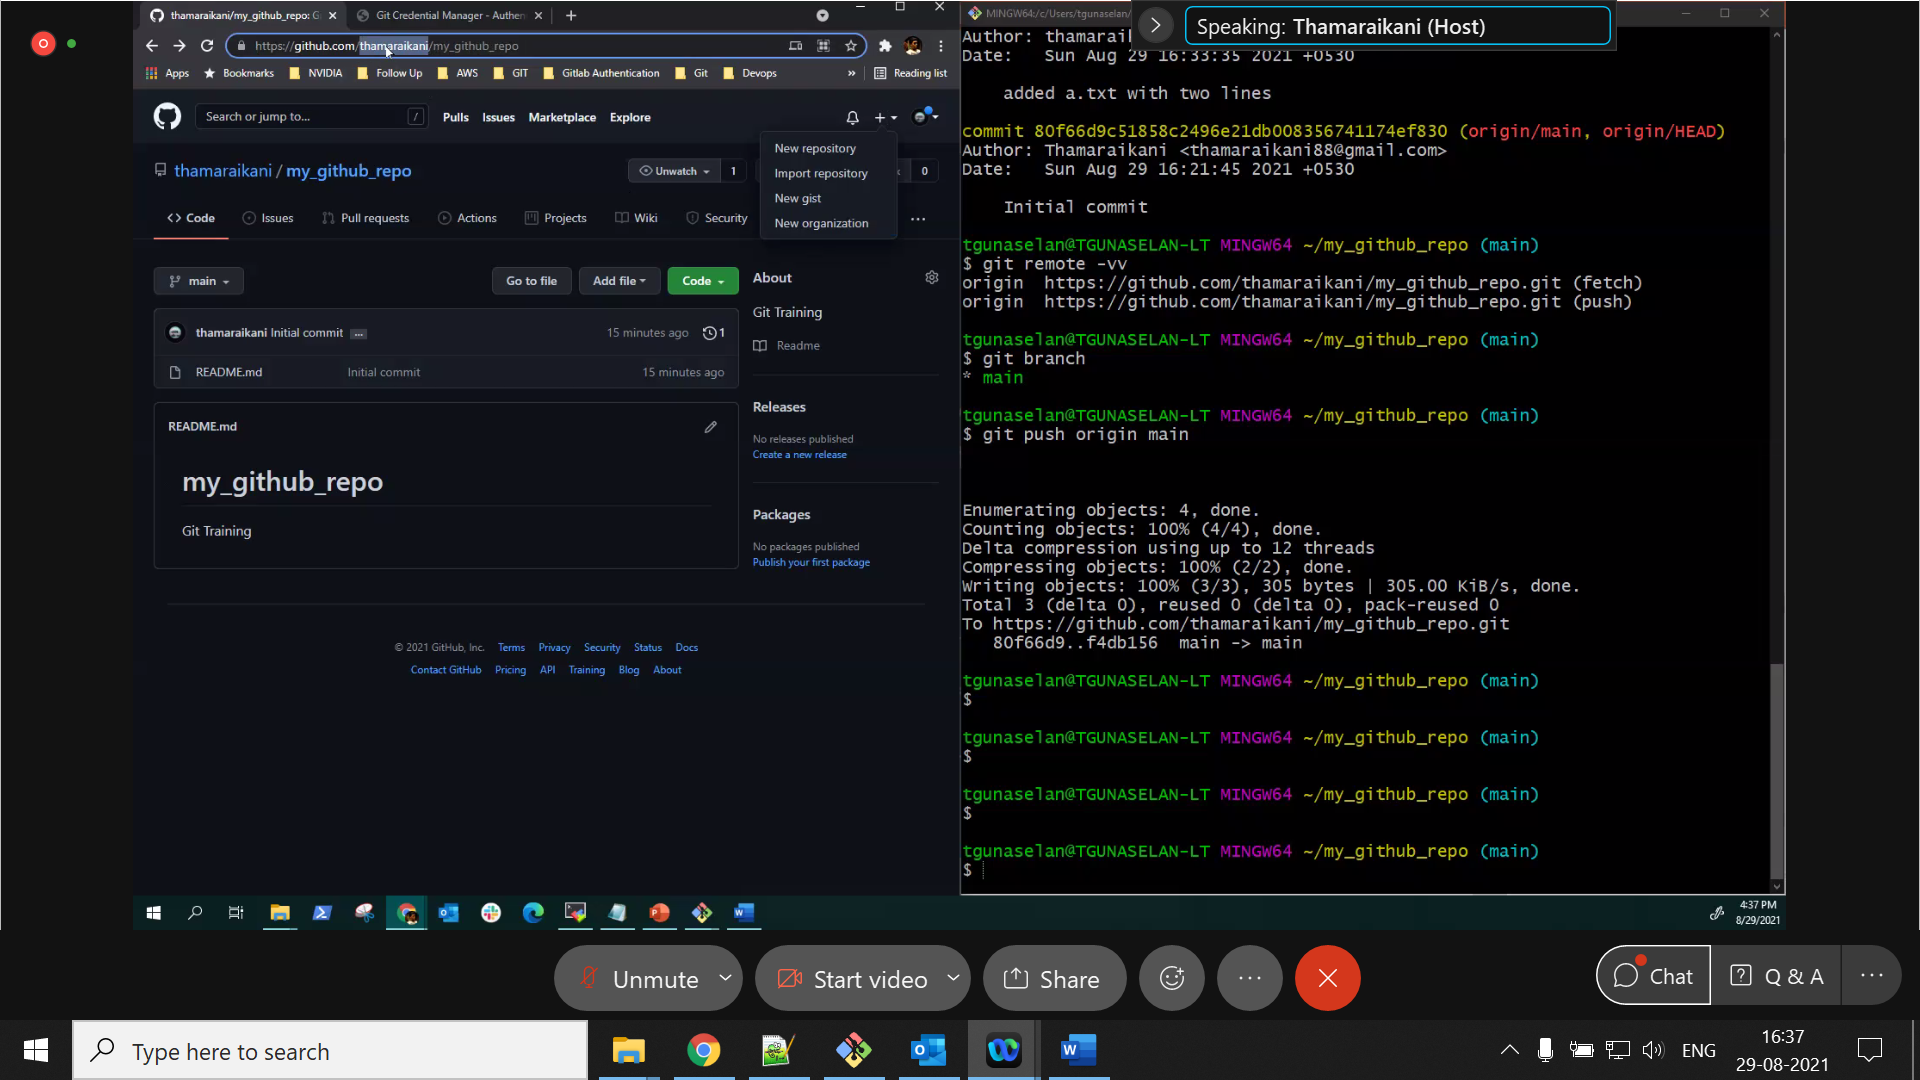 thamaraikani/my_github_repo: G
Git Credential Manager - Authen
https://github.com/thamaraikani/my_github_repo
Apps
Bookmarks
NVIDIA
Follow Up
AWS
GIT
Gitlab Authentication
Git
Devops
»
Reading list
Search or jump to...
/
Pulls
Issues
Marketplace
Explore
New repository
Import repository
New gist
New organization
thamaraikani / my_github_repo
Unwatch
1
0
<> Code
Issues
Pull requests
Actions
Projects
Wiki
Security
...
main
Go to file
Add file
Code
thamaraikani Initial commit ...
15 minutes ago
1
README.md
Initial commit
15 minutes ago
README.md
my_github_repo
Git Training
About
Git Training
Readme
Releases
No releases published
Create a new release
Packages
No packages published
Publish your first package
© 2021 GitHub, Inc.
Terms
Privacy
Security
Status
Docs
Contact GitHub
Pricing
API
Training
Blog
About
MINGW64:/c/Users/tgunaselan/
Speaking: Thamaraikani (Host)
Author: thamarai
Date:   Sun Aug 29 16:33:35 2021 +0530
added a.txt with two lines
commit 80f66d9c51858c2496e21db008356741174ef830 (origin/main, origin/HEAD)
Author: Thamaraikani <thamaraikani88@gmail.com>
Date:   Sun Aug 29 16:21:45 2021 +0530
Initial commit
tgunaselan@TGUNASELAN-LT MINGW64 ~/my_github_repo (main)
$ git remote -vv
origin  https://github.com/thamaraikani/my_github_repo.git (fetch)
origin  https://github.com/thamaraikani/my_github_repo.git (push)
tgunaselan@TGUNASELAN-LT MINGW64 ~/my_github_repo (main)
$ git branch
* main
tgunaselan@TGUNASELAN-LT MINGW64 ~/my_github_repo (main)
$ git push origin main
Enumerating objects: 4, done.
Counting objects: 100% (4/4), done.
Delta compression using up to 12 threads
Compressing objects: 100% (2/2), done.
Writing objects: 100% (3/3), 305 bytes | 305.00 KiB/s, done.
Total 3 (delta 0), reused 0 (delta 0), pack-reused 0
To https://github.com/thamaraikani/my_github_repo.git
80f66d9..f4db156  main -> main
tgunaselan@TGUNASELAN-LT MINGW64 ~/my_github_repo (main)
$
tgunaselan@TGUNASELAN-LT MINGW64 ~/my_github_repo (main)
$
tgunaselan@TGUNASELAN-LT MINGW64 ~/my_github_repo (main)
$
tgunaselan@TGUNASELAN-LT MINGW64 ~/my_github_repo (main)
$
4:37 PM
8/29/2021
Unmute
Start video
Share
...
Chat
Q & A
...
Type here to search
ENG
16:37
29-08-2021